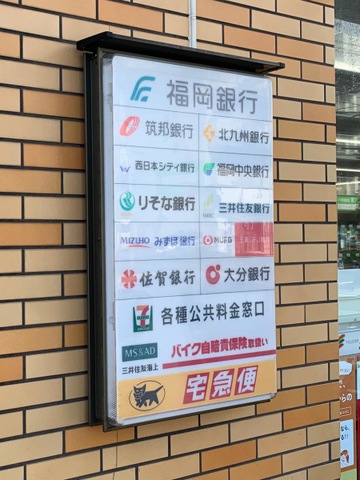 福岡銀行
筑邦銀行 北九州銀行
西日本シティ銀行 福岡中央銀行
りそな銀行 三井住友銀行
MIZUHO みずほ銀行 MUFG
佐賀銀行 大分銀行
各種公共料金窓口
MS&AD バイク自賠責保険取扱い
三井住友海上
宅急便